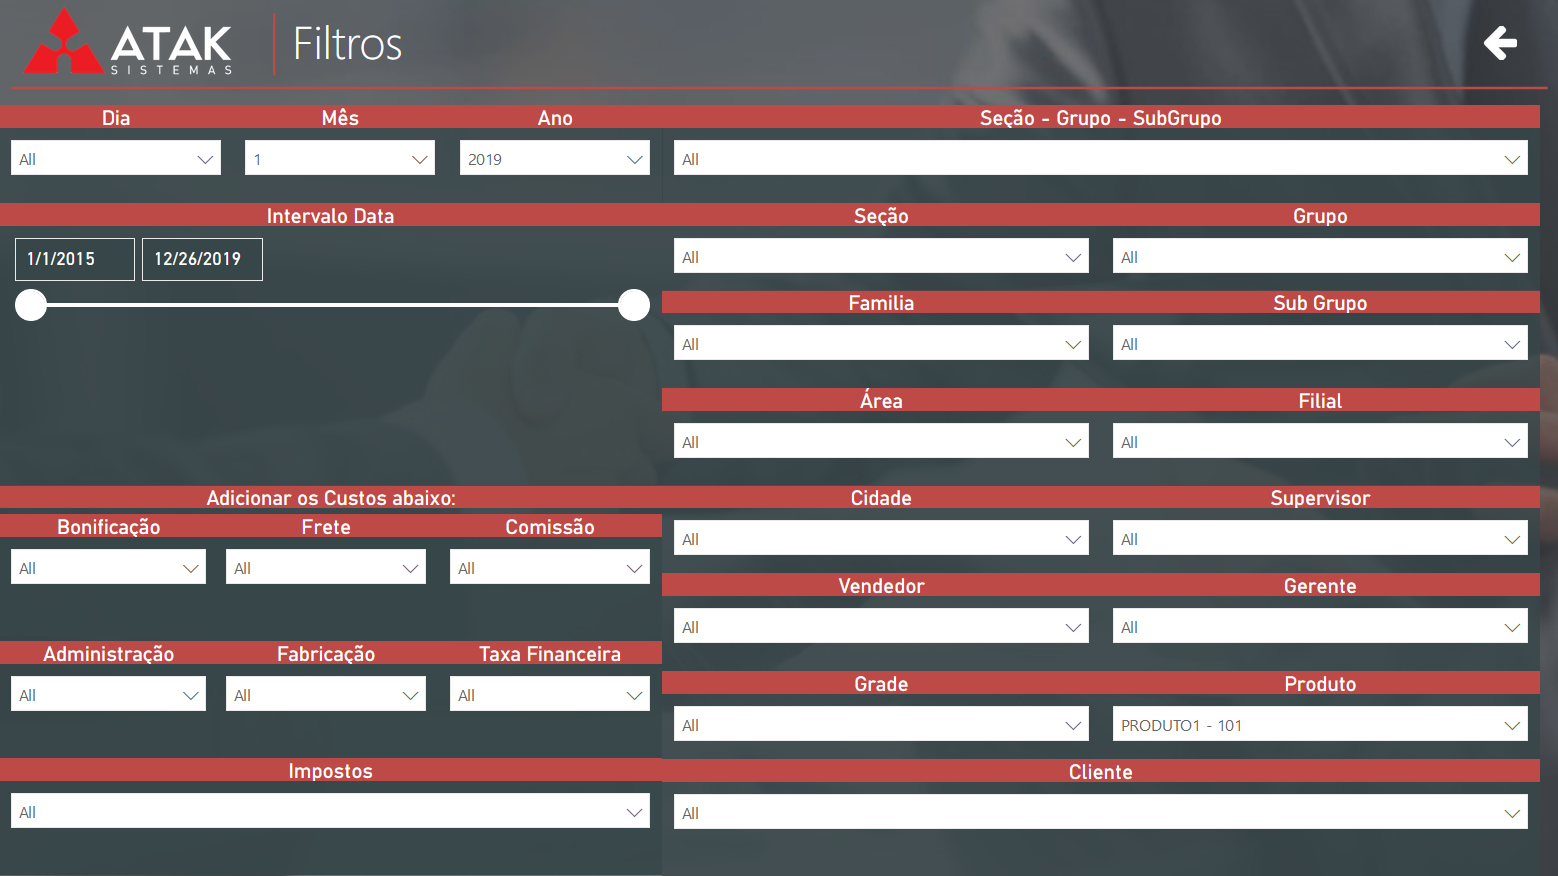 ATAK
SISTEMAS
Filtros
Dia Mês Ano
All 1 2019
Intervalo Data
1/1/2015 12/26/2019
Adicionar os Custos abaixo:
Bonificação Frete Comissão
All All All
Administração Fabricação Taxa Financeira
All All All
Impostos
All
Seção - Grupo - SubGrupo
All
Seção Grupo
All All
Familia Sub Grupo
All All
Área Filial
All All
Cidade Supervisor
All All
Vendedor Gerente
All All
Grade Produto
All PRODUTO1 - 101
Cliente
All